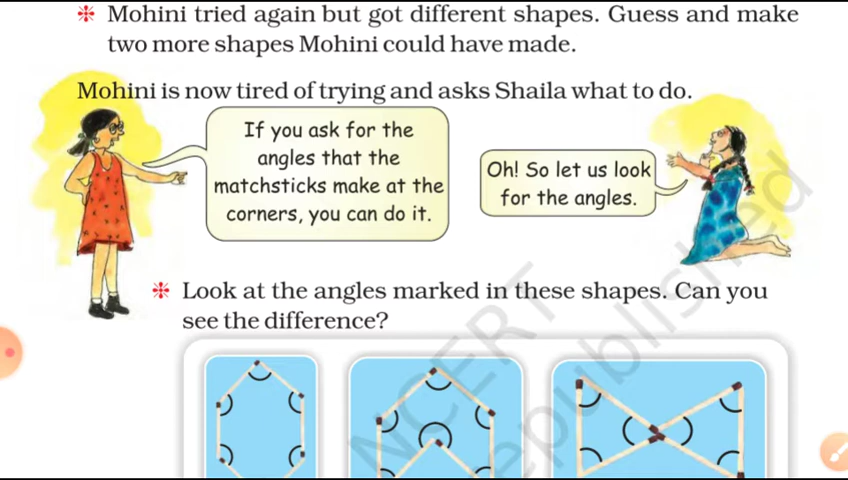 ❉ Mohini tried again but got different shapes. Guess and make
two more shapes Mohini could have made.
Mohini is now tired of trying and asks Shaila what to do.
If you ask for the
angles that the
matchsticks make at the
corners, you can do it.
Oh! So let us look
for the angles.
❉ Look at the angles marked in these shapes. Can you
see the difference?
NCERT
republished